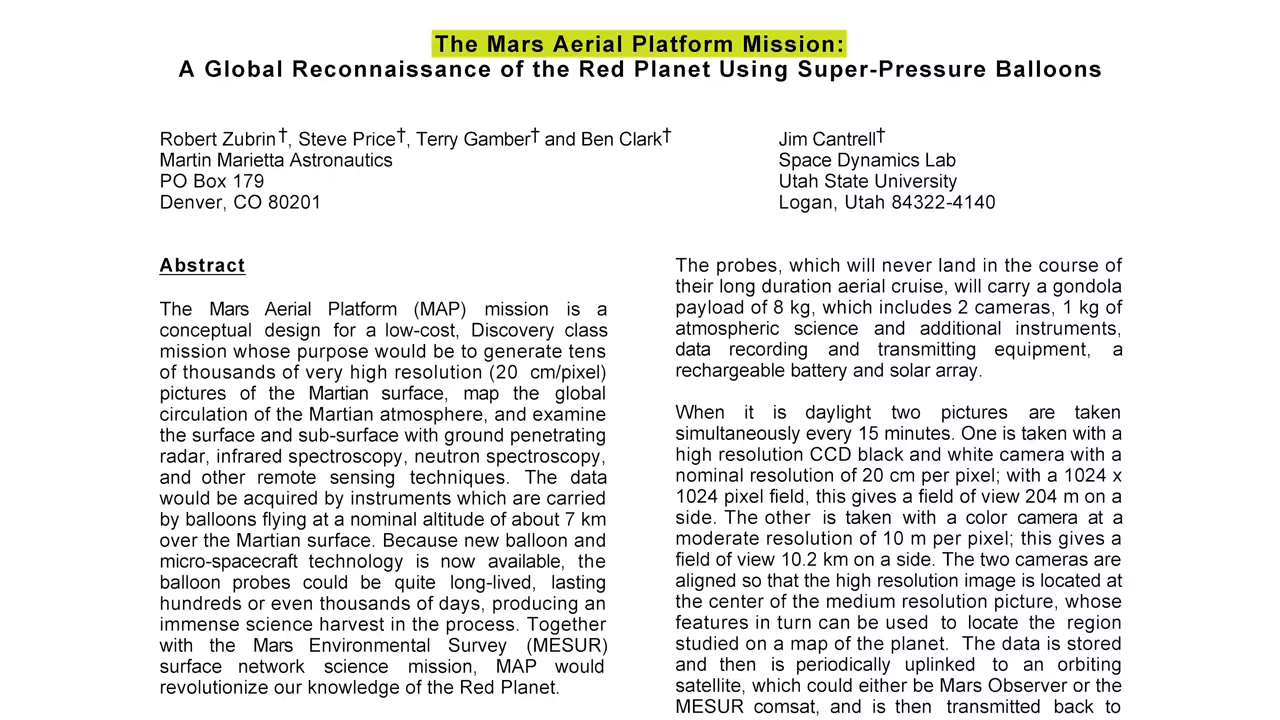 The Mars Aerial Platform Mission:
A Global Reconnaissance of the Red Planet Using Super-Pressure Balloons
Robert Zubrin†, Steve Price†, Terry Gamber† and Ben Clark†
Martin Marietta Astronautics
PO Box 179
Denver, CO 80201
Jim Cantrell†
Space Dynamics Lab
Utah State University
Logan, Utah 84322-4140
Abstract
The Mars Aerial Platform (MAP) mission is a
conceptual design for a low-cost, Discovery class
mission whose purpose would be to generate tens
of thousands of very high resolution (20 cm/pixel)
pictures of the Martian surface, map the global
circulation of the Martian atmosphere, and examine
the surface and sub-surface with ground penetrating
radar, infrared spectroscopy, neutron spectroscopy,
and other remote sensing techniques. The data
would be acquired by instruments which are carried
by balloons flying at a nominal altitude of about 7 km
over the Martian surface. Because new balloon and
micro-spacecraft technology is now available, the
balloon probes could be quite long-lived, lasting
hundreds or even thousands of days, producing an
immense science harvest in the process. Together
with the Mars Environmental Survey (MESUR)
surface network science mission, MAP would
revolutionize our knowledge of the Red Planet.
The probes, which will never land in the course of
their long duration aerial cruise, will carry a gondola
payload of 8 kg, which includes 2 cameras, 1 kg of
atmospheric science and additional instruments,
data recording and transmitting equipment, a
rechargeable battery and solar array.
When it is daylight two pictures are taken
simultaneously every 15 minutes. One is taken with a
high resolution CCD black and white camera with a
nominal resolution of 20 cm per pixel; with a 1024 x
1024 pixel field, this gives a field of view 204 m on a
side. The other is taken with a color camera at a
moderate resolution of 10 m per pixel; this gives a
field of view 10.2 km on a side. The two cameras are
aligned so that the high resolution image is located at
the center of the medium resolution picture, whose
features in turn can be used to locate the region
studied on a map of the planet. The data is stored
and then is periodically uplinked to an orbiting
satellite, which could either be Mars Observer or the
MESUR comsat, and is then transmitted back to